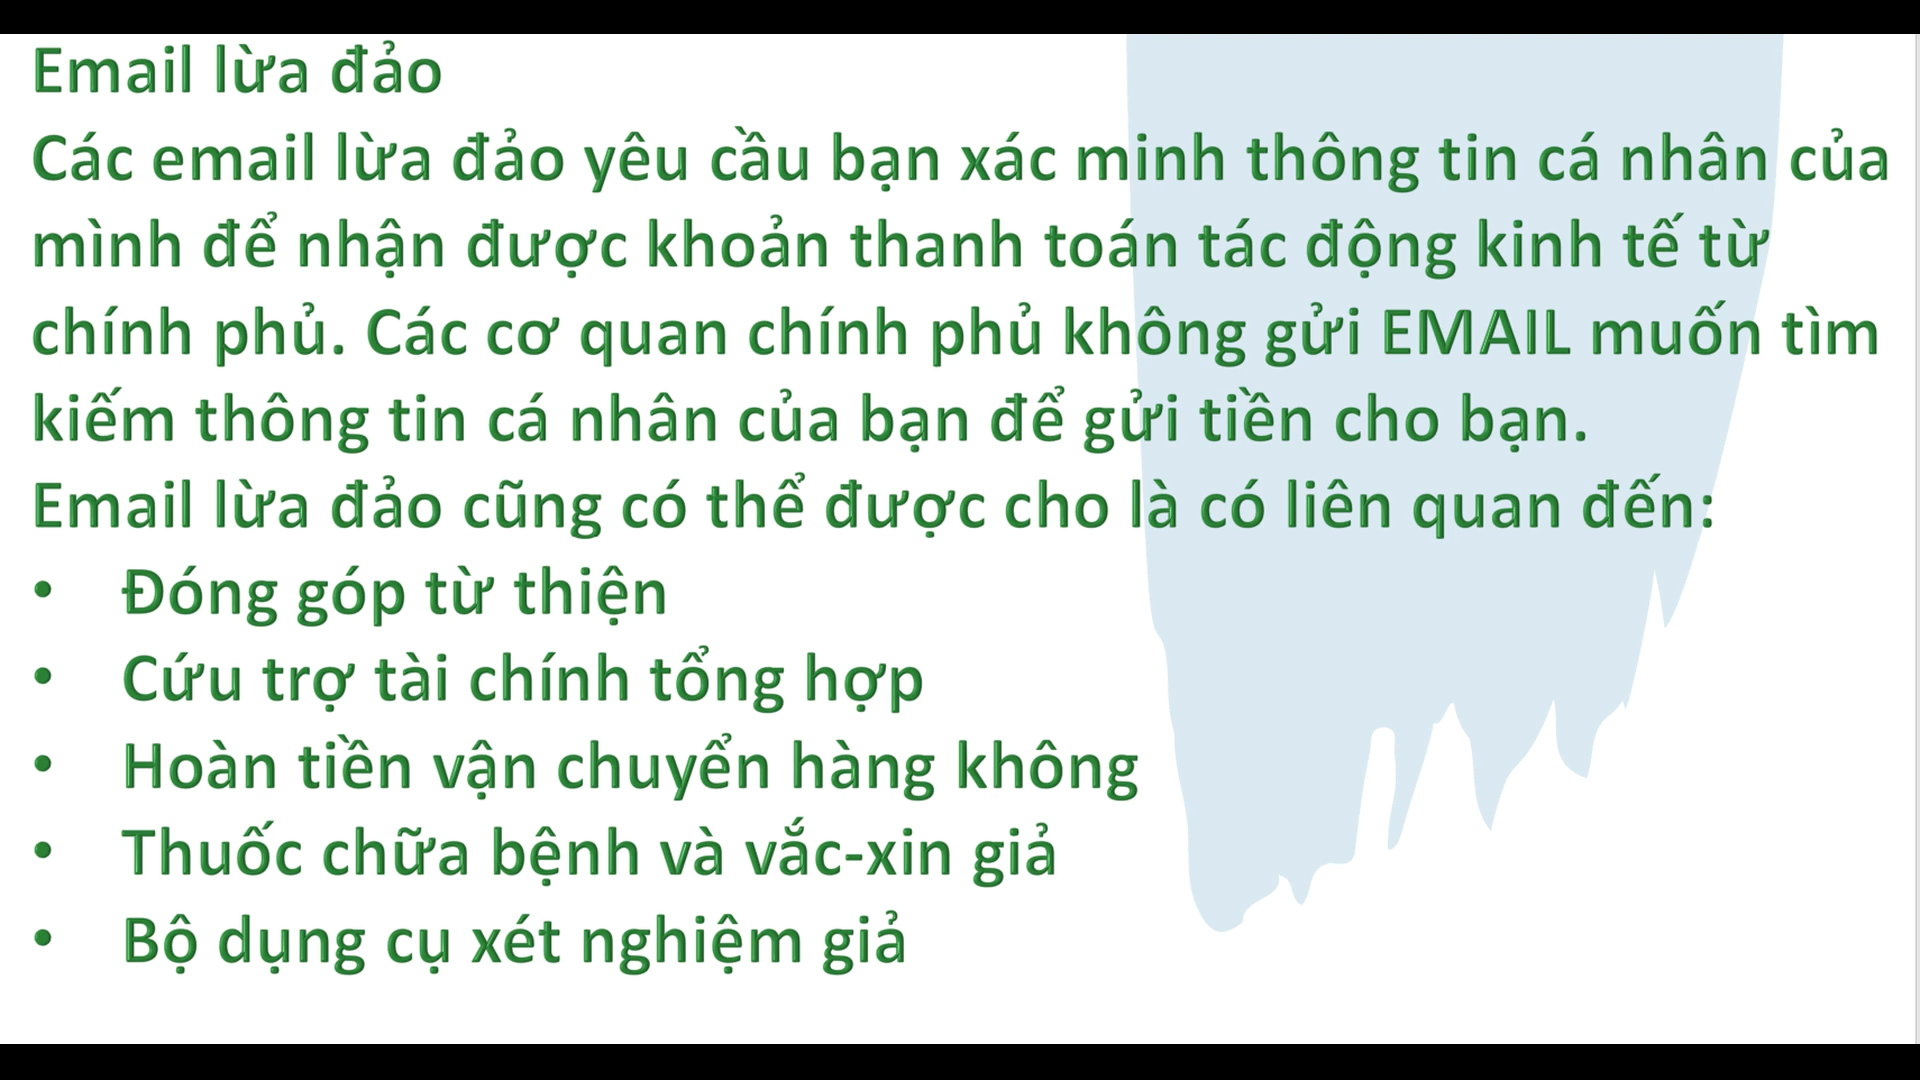 Email lừa đảo
Các email lừa đảo yêu cầu bạn xác minh thông tin cá nhân của
mình để nhận được khoản thanh toán tác động kinh tế từ
chính phủ. Các cơ quan chính phủ không gửi EMAIL muốn tìm
kiếm thông tin cá nhân của bạn để gửi tiền cho bạn.
Email lừa đảo cũng có thể được cho là có liên quan đến:
• Đóng góp từ thiện
• Cứu trợ tài chính tổng hợp
• Hoàn tiền vận chuyển hàng không
• Thuốc chữa bệnh và vắc-xin giả
• Bộ dụng cụ xét nghiệm giả